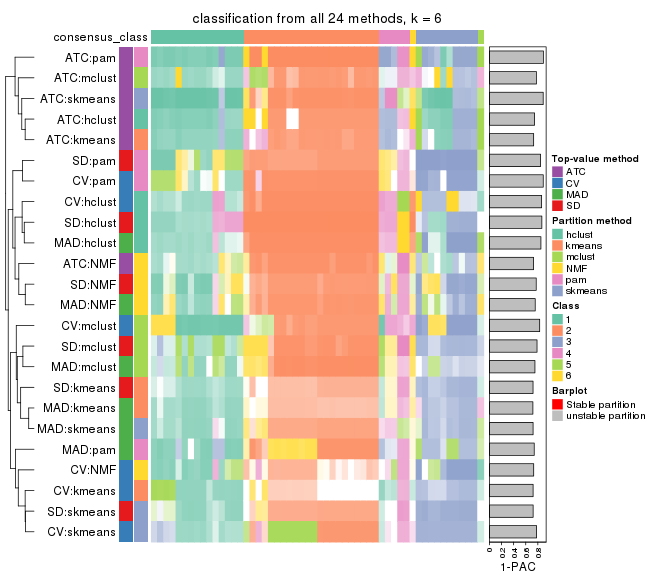 classification from all 24 methods, k = 6
consensus_class
ATC:pam
ATC:mclust
ATC:skmeans
ATC:hclust
ATC:kmeans
SD:pam
CV:pam
CV:hclust
SD:hclust
MAD:hclust
ATC:NMF
SD:NMF
MAD:NMF
CV:mclust
SD:mclust
MAD:mclust
SD:kmeans
MAD:kmeans
MAD:skmeans
MAD:pam
CV:NMF
CV:kmeans
SD:skmeans
CV:skmeans
0
0.2
0.4
0.6
0.8
1-PAC
Top-value method
ATC
CV
MAD
SD
Partition method
hclust
kmeans
mclust
NMF
pam
skmeans
Class
1
2
3
4
5
6
Barplot
Stable partition
unstable partition